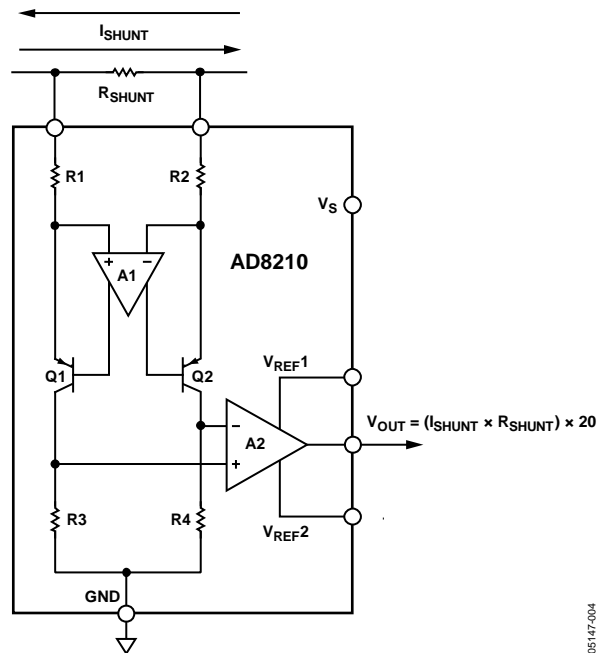 I_SHUNT
R_SHUNT
R1
R2
V_S
+ −
A1
AD8210
Q1
Q2
V_REF1
V_OUT = (I_SHUNT × R_SHUNT) × 20
−
A2
+
R3
R4
V_REF2
GND
05147-004